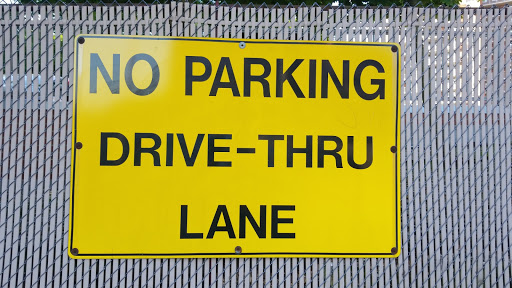 NO PARKING
DRIVE-THRU
LANE